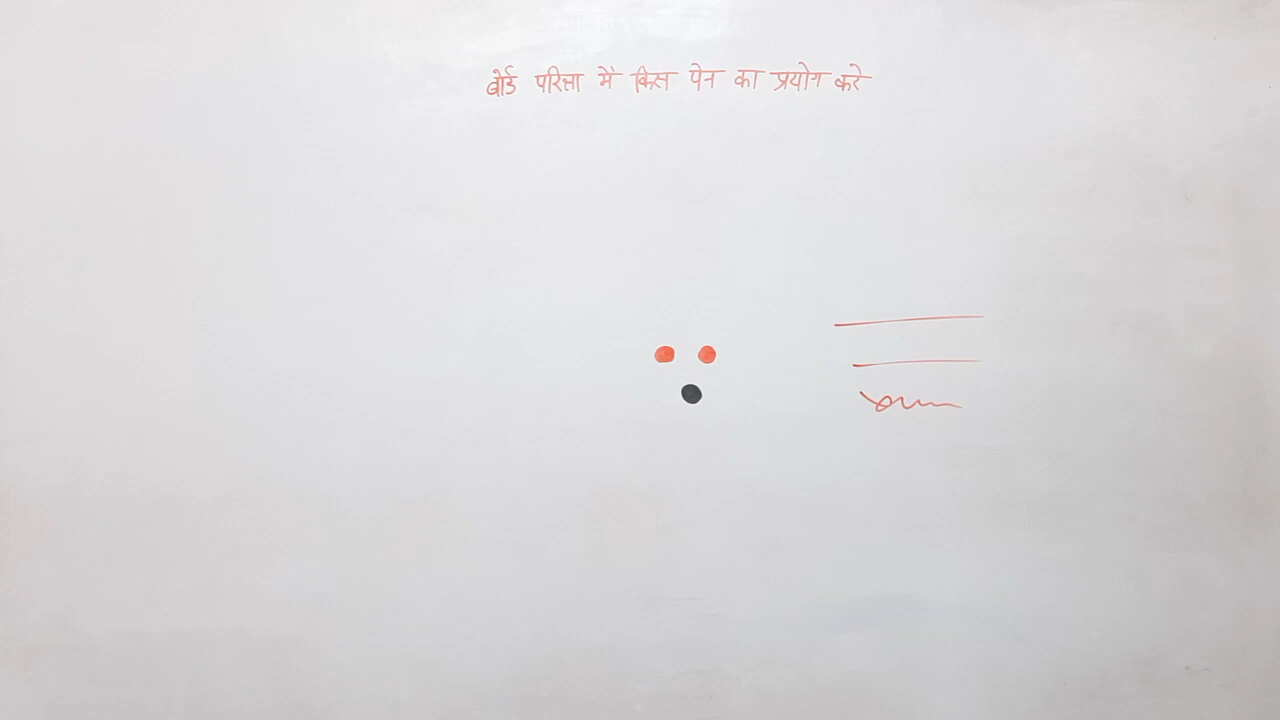 बोर्ड परिक्षा में किस पेन का प्रयोग करे